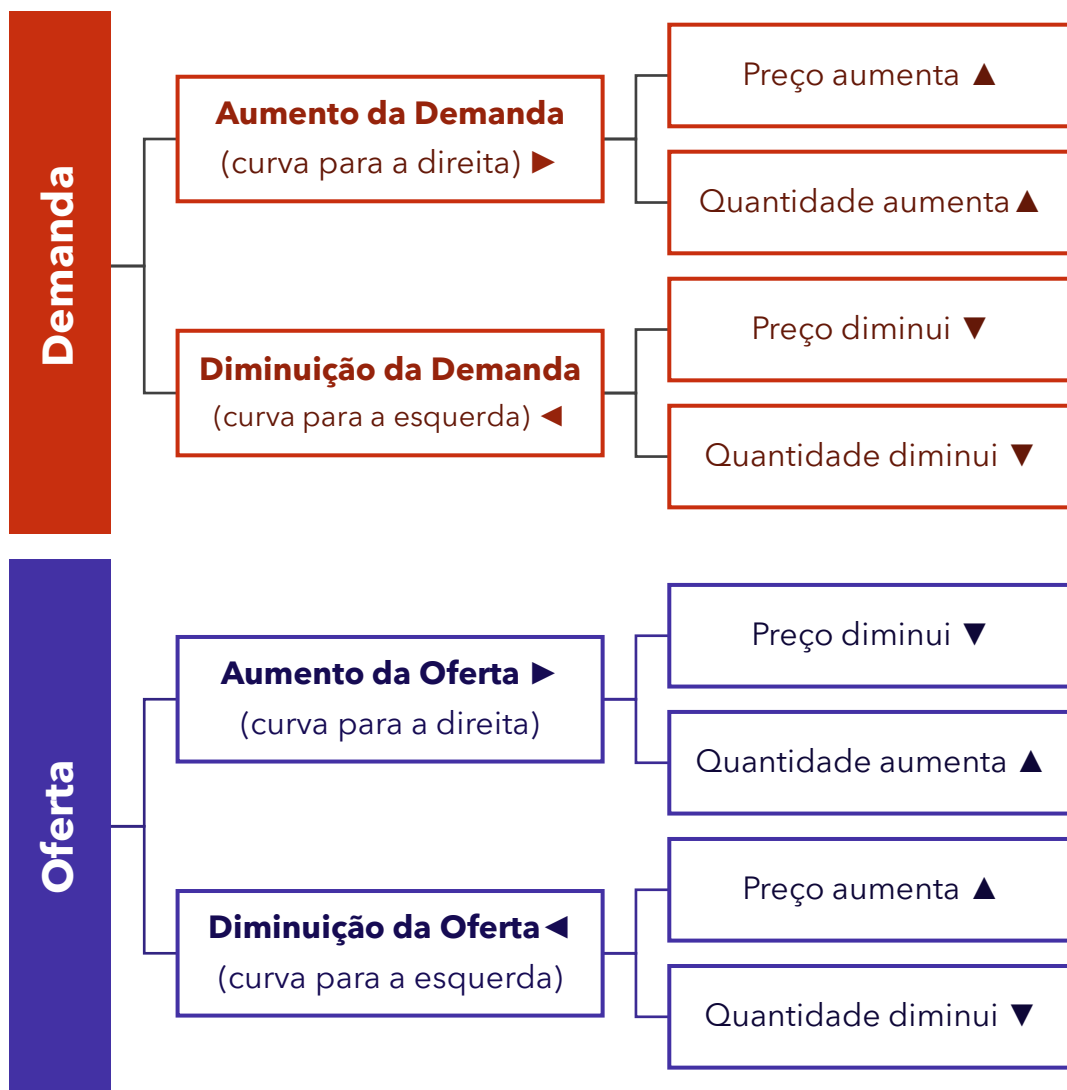 Demanda
Aumento da Demanda
(curva para a direita) ►
Preço aumenta ▲
Quantidade aumenta ▲
Diminuição da Demanda
(curva para a esquerda) ◄
Preço diminui ▼
Quantidade diminui ▼
Oferta
Aumento da Oferta ►
(curva para a direita)
Preço diminui ▼
Quantidade aumenta ▲
Diminuição da Oferta ◄
(curva para a esquerda)
Preço aumenta ▲
Quantidade diminui ▼